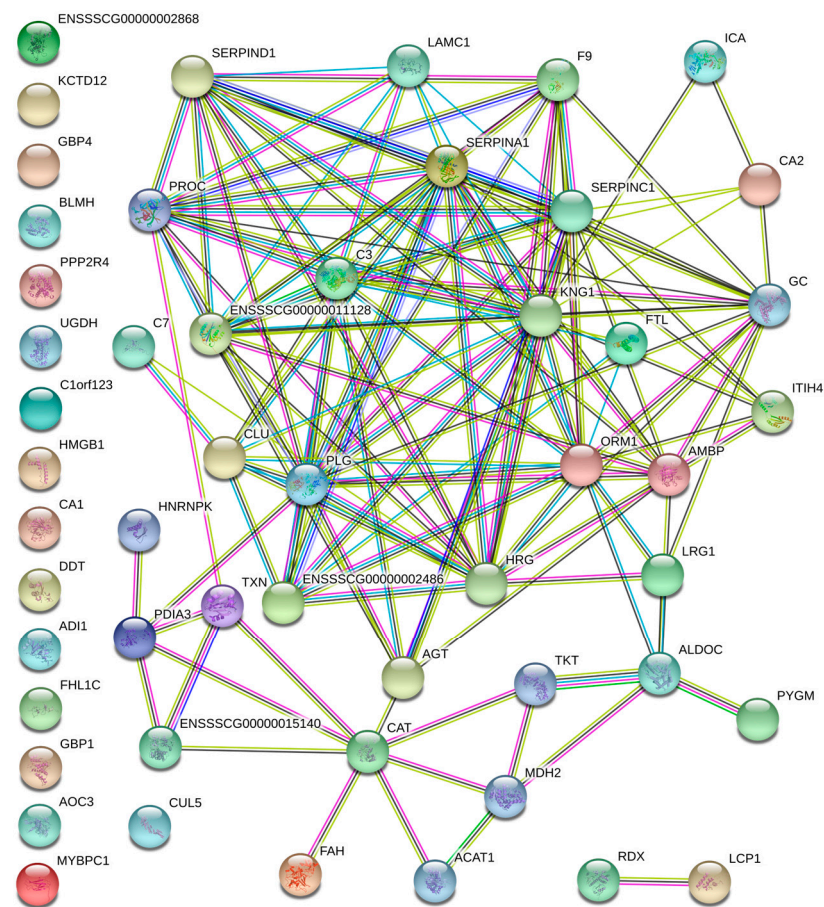 ENSSSCG00000002868
SERPIND1
LAMC1
F9
ICA
KCTD12
GBP4
SERPINA1
CA2
PROC
SERPINC1
BLMH
PPP2R4
C3
GC
KNG1
ENSSSCG00000011128
UGDH
C7
FTL
C1orf123
ITIH4
CLU
ORM1
HMGB1
PLG
AMBP
CA1
HNRNPK
LRG1
HRG
DDT
TXN
ENSSSCG00000002486
PDIA3
ADI1
AGT
TKT
ALDOC
FHL1C
PYGM
ENSSSCG00000015140
CAT
GBP1
MDH2
AOC3
CUL5
FAH
ACAT1
RDX
LCP1
MYBPC1